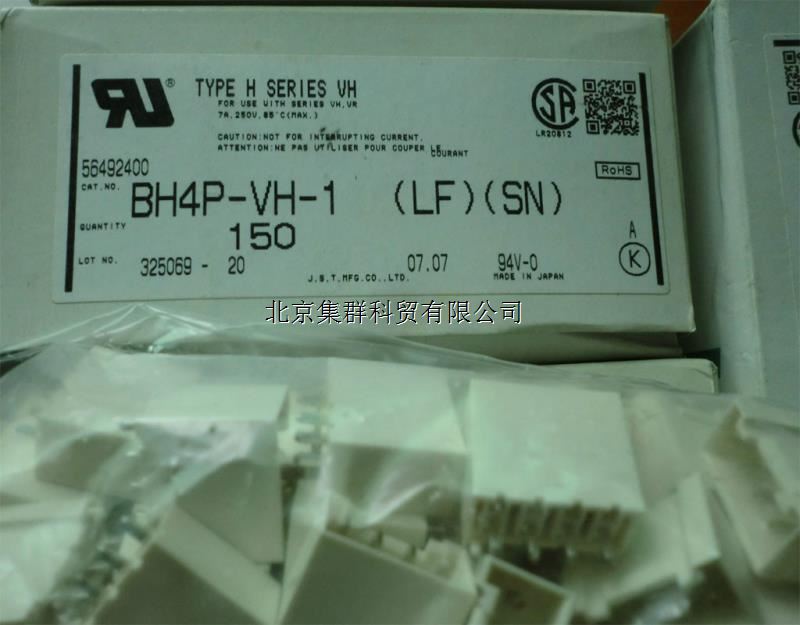 TYPE H SERIES VH
FOR USE WITH SERIES VH,VR
7A,250V,85°C(MAX.)
CAUTION:NOT FOR INTERRUPTING CURRENT.
ATTENTION:NE PAS UTILISER POUR COUPER LE COURANT
LR20812
56492400
RoHS
CAT.NO. BH4P-VH-1 (LF)(SN)
QUANTITY 150
A
K
LOT NO. 325069 - 20 07.07 94V-0
J.S.T.MFG.CO.,LTD. MADE IN JAPAN
北京集群科贸有限公司